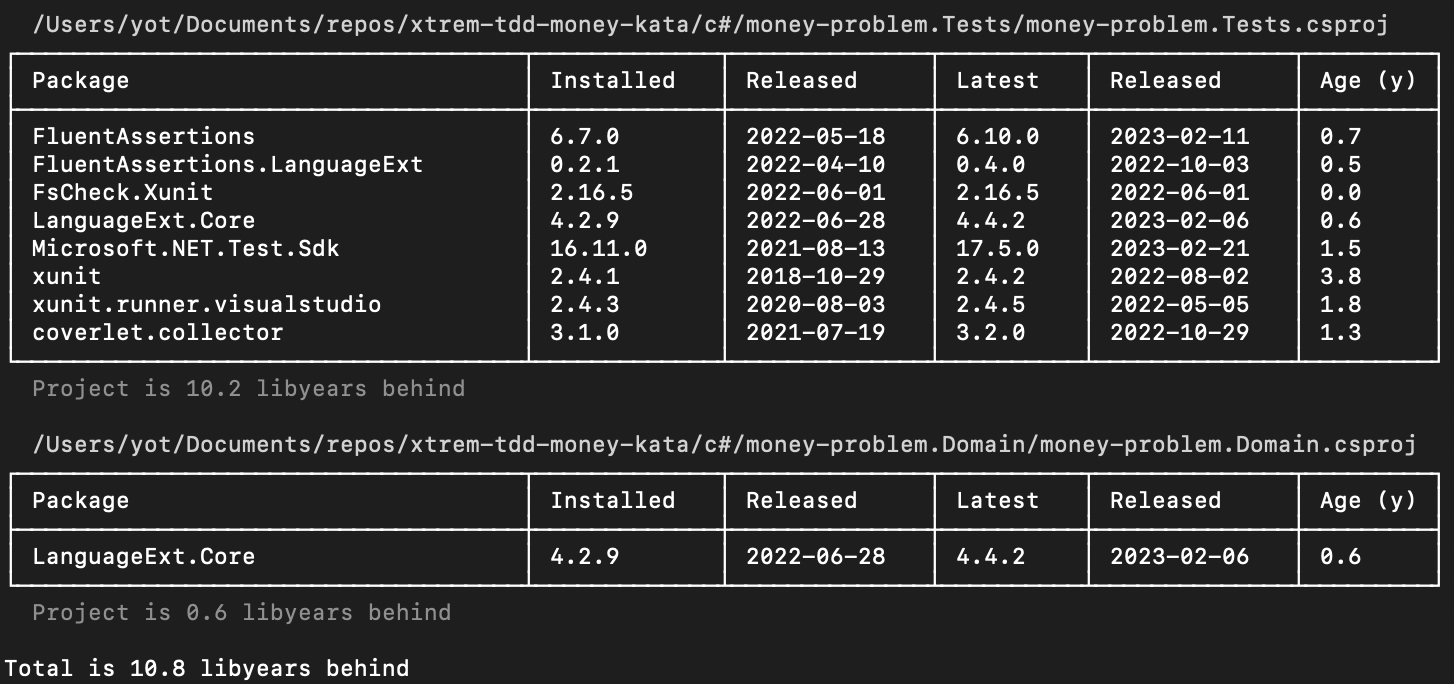 /Users/yot/Documents/repos/xtrem-tdd-money-kata/c#/money-problem.Tests/money-problem.Tests.csproj
Package Installed Released Latest Released Age (y)
FluentAssertions 6.7.0 2022-05-18 6.10.0 2023-02-11 0.7
FluentAssertions.LanguageExt 0.2.1 2022-04-10 0.4.0 2022-10-03 0.5
FsCheck.Xunit 2.16.5 2022-06-01 2.16.5 2022-06-01 0.0
LanguageExt.Core 4.2.9 2022-06-28 4.4.2 2023-02-06 0.6
Microsoft.NET.Test.Sdk 16.11.0 2021-08-13 17.5.0 2023-02-21 1.5
xunit 2.4.1 2018-10-29 2.4.2 2022-08-02 3.8
xunit.runner.visualstudio 2.4.3 2020-08-03 2.4.5 2022-05-05 1.8
coverlet.collector 3.1.0 2021-07-19 3.2.0 2022-10-29 1.3
Project is 10.2 libyears behind
/Users/yot/Documents/repos/xtrem-tdd-money-kata/c#/money-problem.Domain/money-problem.Domain.csproj
Package Installed Released Latest Released Age (y)
LanguageExt.Core 4.2.9 2022-06-28 4.4.2 2023-02-06 0.6
Project is 0.6 libyears behind
Total is 10.8 libyears behind